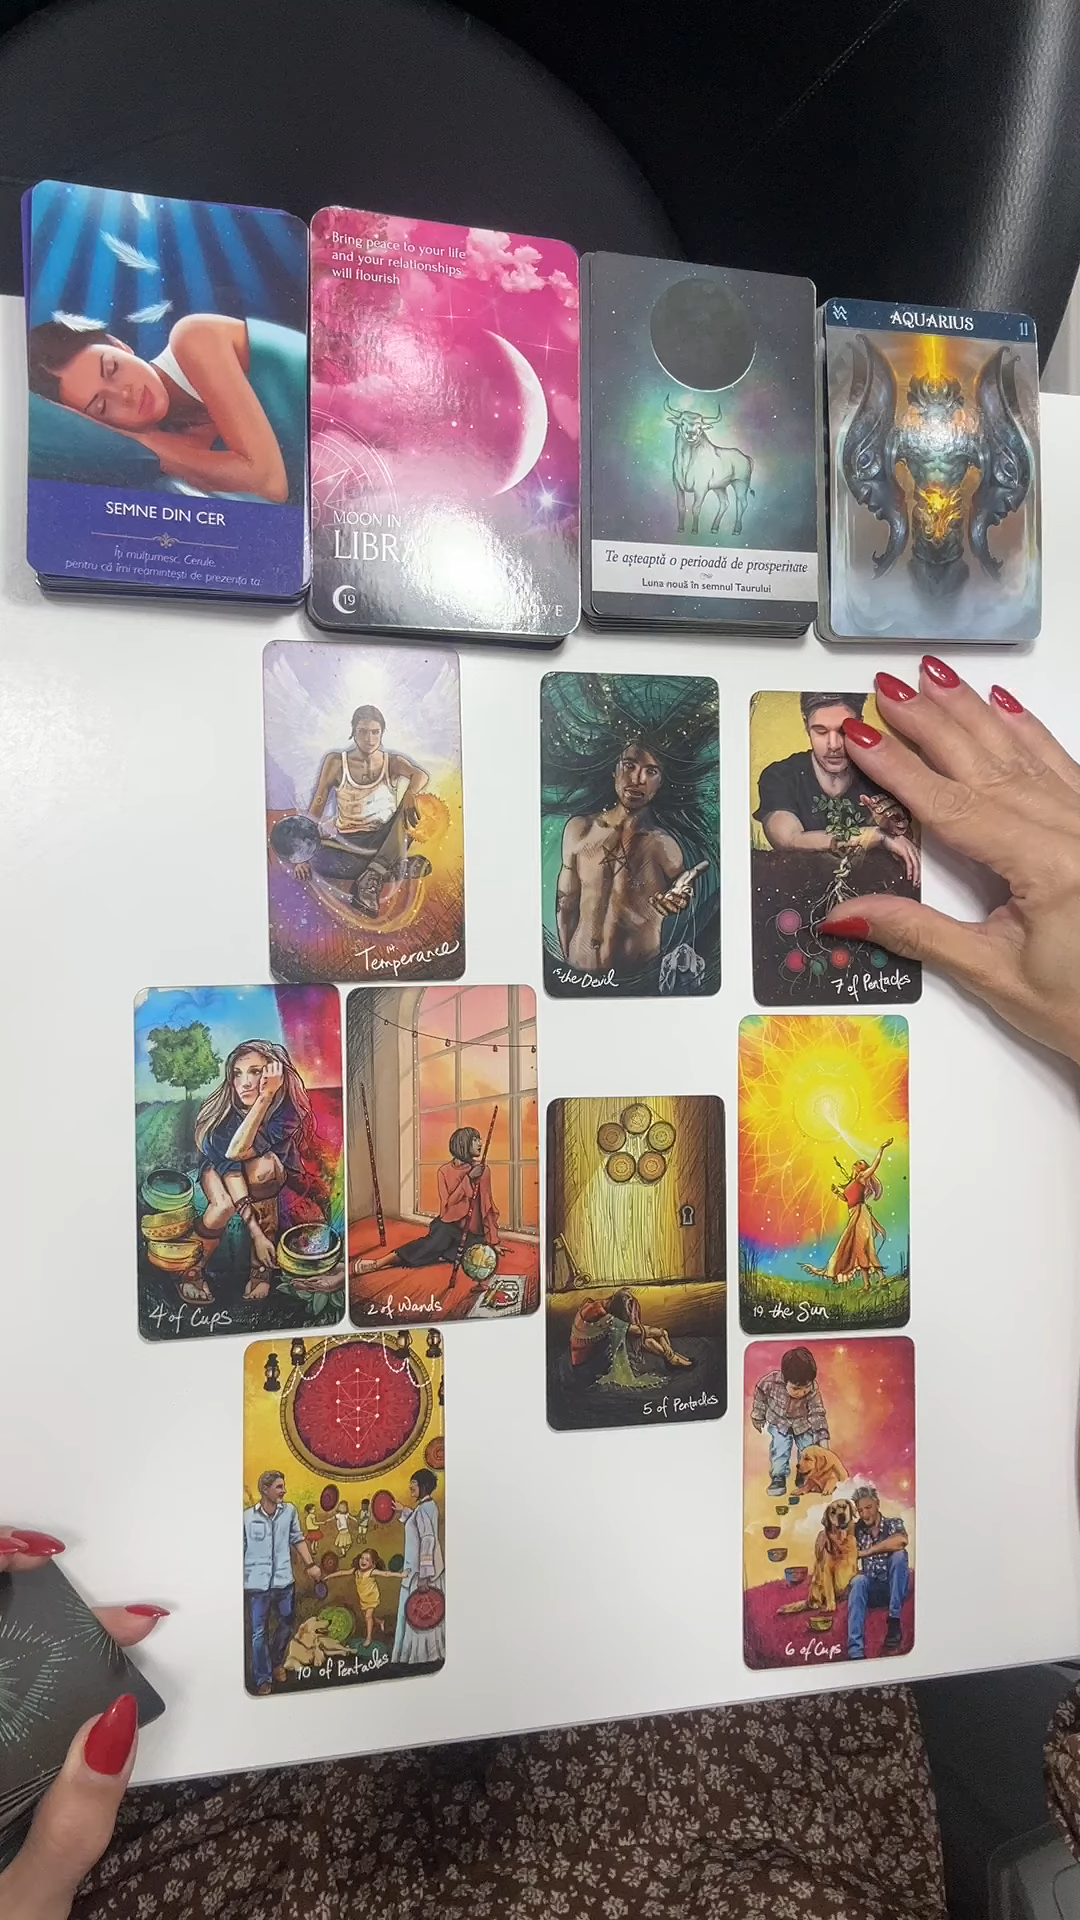 SEMNE DIN CER
Îți mulțumesc, Cerule,
pentru că îmi reamintești de prezența ta.
Bring peace to your life
and your relationships
will flourish
MOON IN
LIBRA
19
Te așteaptă o perioadă de prosperitate
Luna nouă în semnul Taurului
AQUARIUS
11
14.
Temperance
15 the Devil
7 of Pentacles
4 of Cups
2 of Wands
5 of Pentacles
19. the Sun
10 of Pentacles
6 of Cups